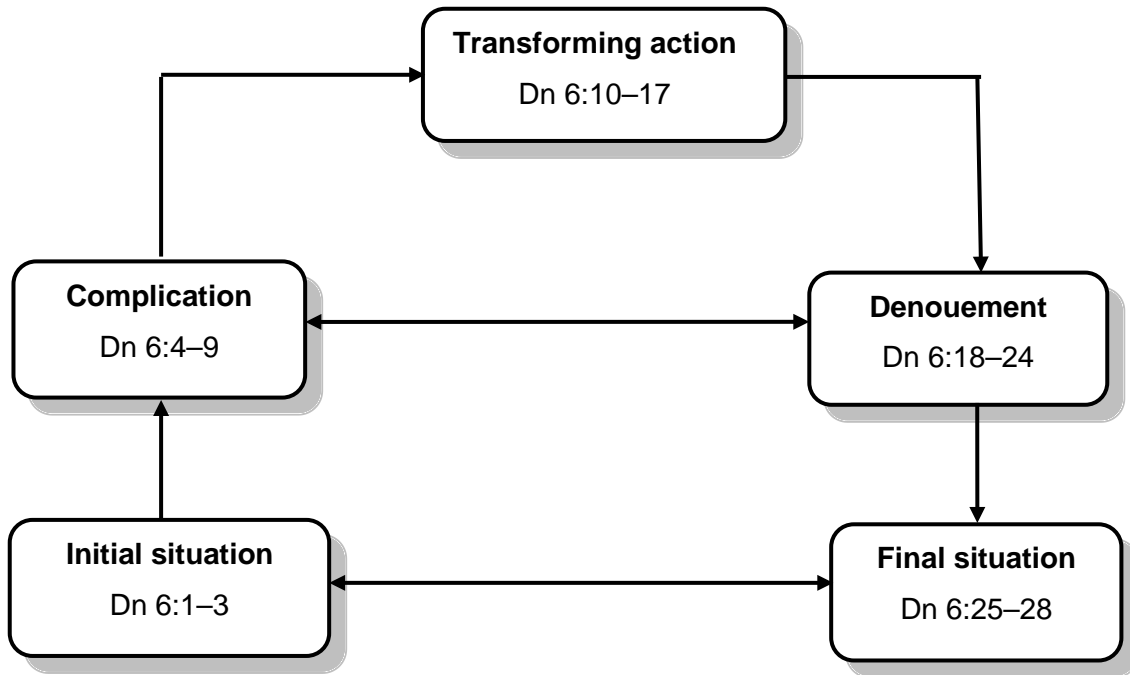 Transforming action
Dn 6:10–17
Complication
Dn 6:4–9
Denouement
Dn 6:18–24
Initial situation
Dn 6:1–3
Final situation
Dn 6:25–28